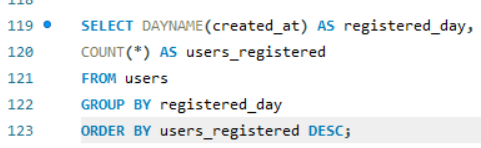 119 SELECT DAYNAME(created_at) AS registered_day,
120 COUNT(*) AS users_registered
121 FROM users
122 GROUP BY registered_day
123 ORDER BY users_registered DESC;